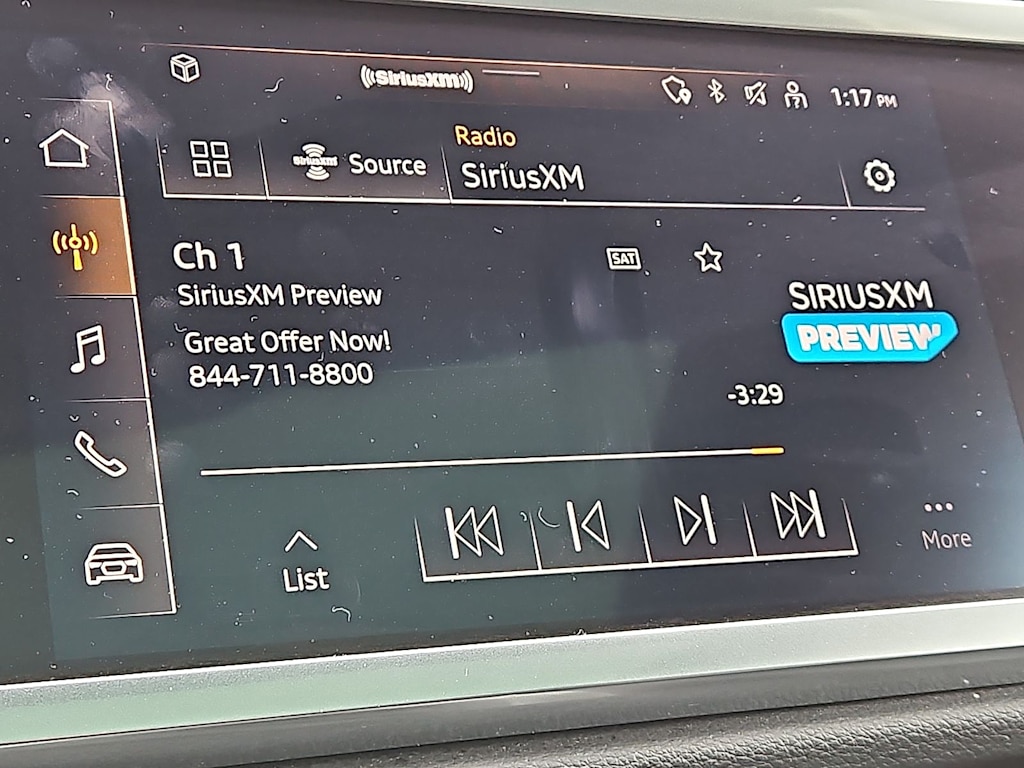 ((SiriusXM))
1:17 PM
Radio
SiriusXM
Source
SiriusXM
Ch 1
SAT
SiriusXM Preview
SIRIUSXM
PREVIEW
Great Offer Now!
844-711-8800
-3:29
List
More